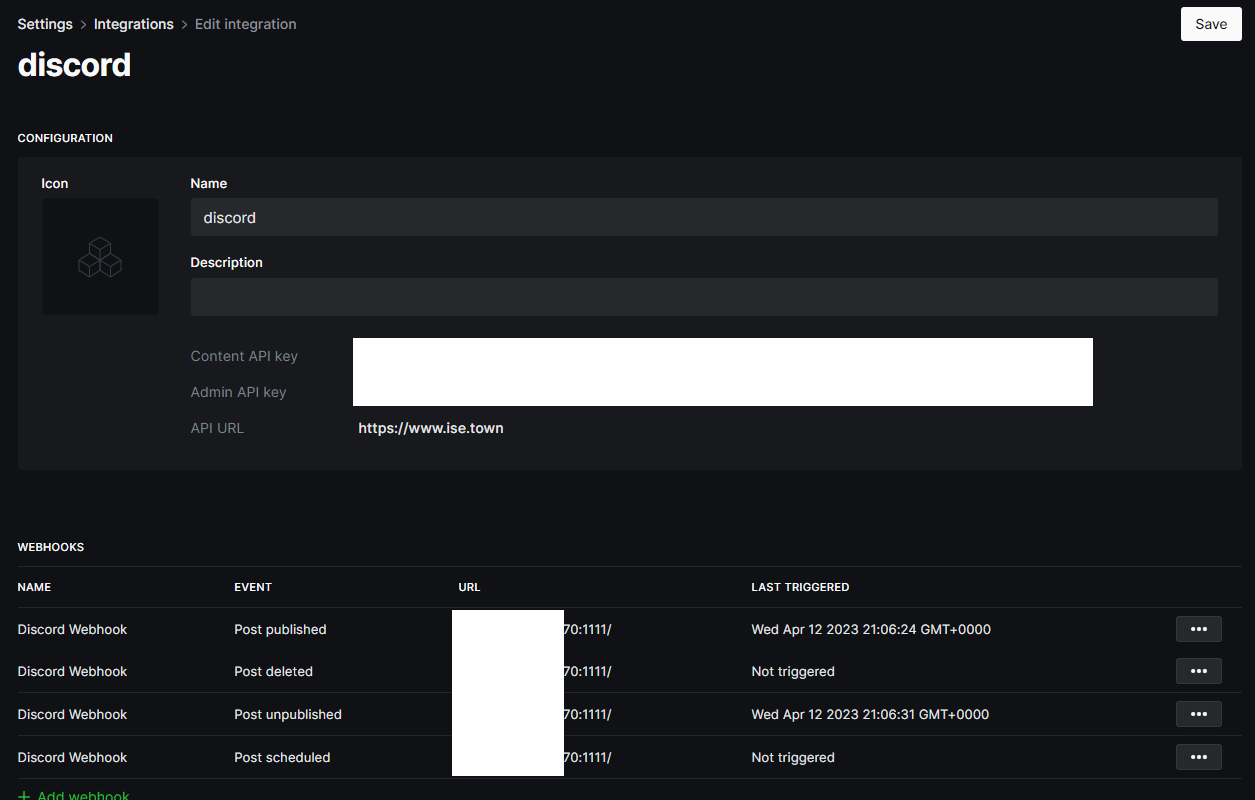 Settings > Integrations > Edit integration
Save
discord
CONFIGURATION
Icon
Name
discord
Description
Content API key
Admin API key
API URL https://www.ise.town
WEBHOOKS
NAME EVENT URL LAST TRIGGERED
Discord Webhook Post published 70:1111/ Wed Apr 12 2023 21:06:24 GMT+0000
Discord Webhook Post deleted 70:1111/ Not triggered
Discord Webhook Post unpublished 70:1111/ Wed Apr 12 2023 21:06:31 GMT+0000
Discord Webhook Post scheduled 70:1111/ Not triggered
+ Add webhook